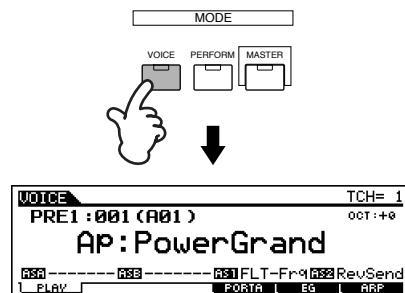 MODE
VOICE PERFORM MASTER
VOICE TCH= 1
PRE1:001(A01) OCT:+0
AP:PowerGrand
ASA------- ASB------- AS1 FLT-Frq AS2 RevSend
PLAY PORTA EG ARP